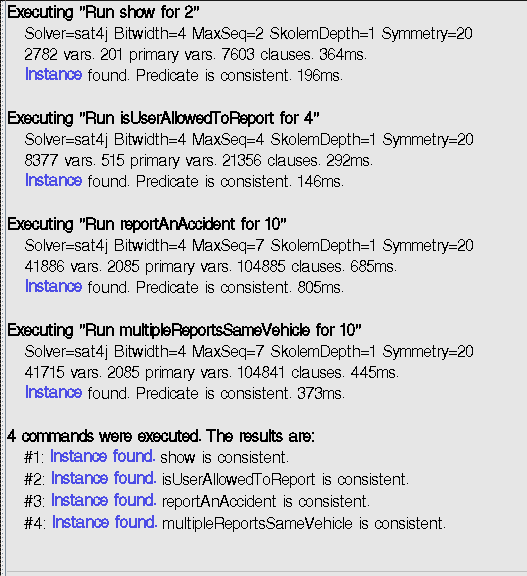 Executing "Run show for 2"
Solver=sat4j Bitwidth=4 MaxSeq=2 SkolemDepth=1 Symmetry=20
2782 vars. 201 primary vars. 7603 clauses. 364ms.
Instance found. Predicate is consistent. 196ms.
Executing "Run isUserAllowedToReport for 4"
Solver=sat4j Bitwidth=4 MaxSeq=4 SkolemDepth=1 Symmetry=20
8377 vars. 515 primary vars. 21356 clauses. 292ms.
Instance found. Predicate is consistent. 146ms.
Executing "Run reportAnAccident for 10"
Solver=sat4j Bitwidth=4 MaxSeq=7 SkolemDepth=1 Symmetry=20
41886 vars. 2085 primary vars. 104885 clauses. 685ms.
Instance found. Predicate is consistent. 805ms.
Executing "Run multipleReportsSameVehicle for 10"
Solver=sat4j Bitwidth=4 MaxSeq=7 SkolemDepth=1 Symmetry=20
41715 vars. 2085 primary vars. 104841 clauses. 445ms.
Instance found. Predicate is consistent. 373ms.
4 commands were executed. The results are:
#1: Instance found. show is consistent.
#2: Instance found. isUserAllowedToReport is consistent.
#3: Instance found. reportAnAccident is consistent.
#4: Instance found. multipleReportsSameVehicle is consistent.